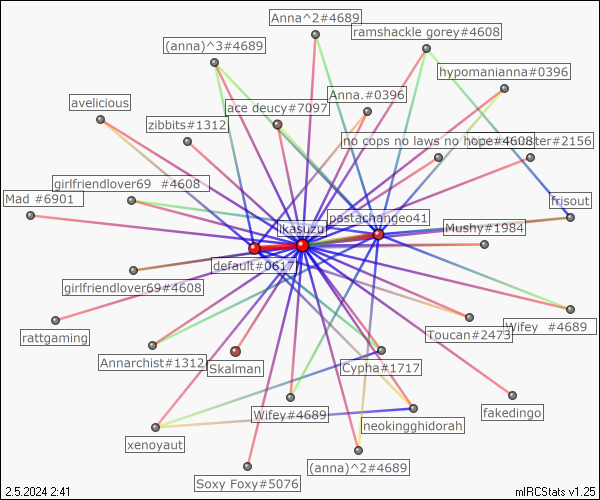 Anna^2#4689
ramshackle gorey#4608
(anna)^3#4689
hypomanianna#0396
Anna.#0396
avelicious
ace deucy#7097
zibbits#1312
no cops no laws no hope#4608
#2156
girlfriendlover69 #4608
Mad #6901
frisout
pastachangeo41
Mushy#1984
ikasuzu
default#0617
girlfriendlover69#4608
rattgaming
Toucan#2473
Wifey #4689
Annarchist#1312
Skalman
Cypha#1717
Wifey#4689
fakedingo
neokingghidorah
xenoyaut
(anna)^2#4689
Soxy Foxy#5076
2.5.2024 2:41
mIRCStats v1.25